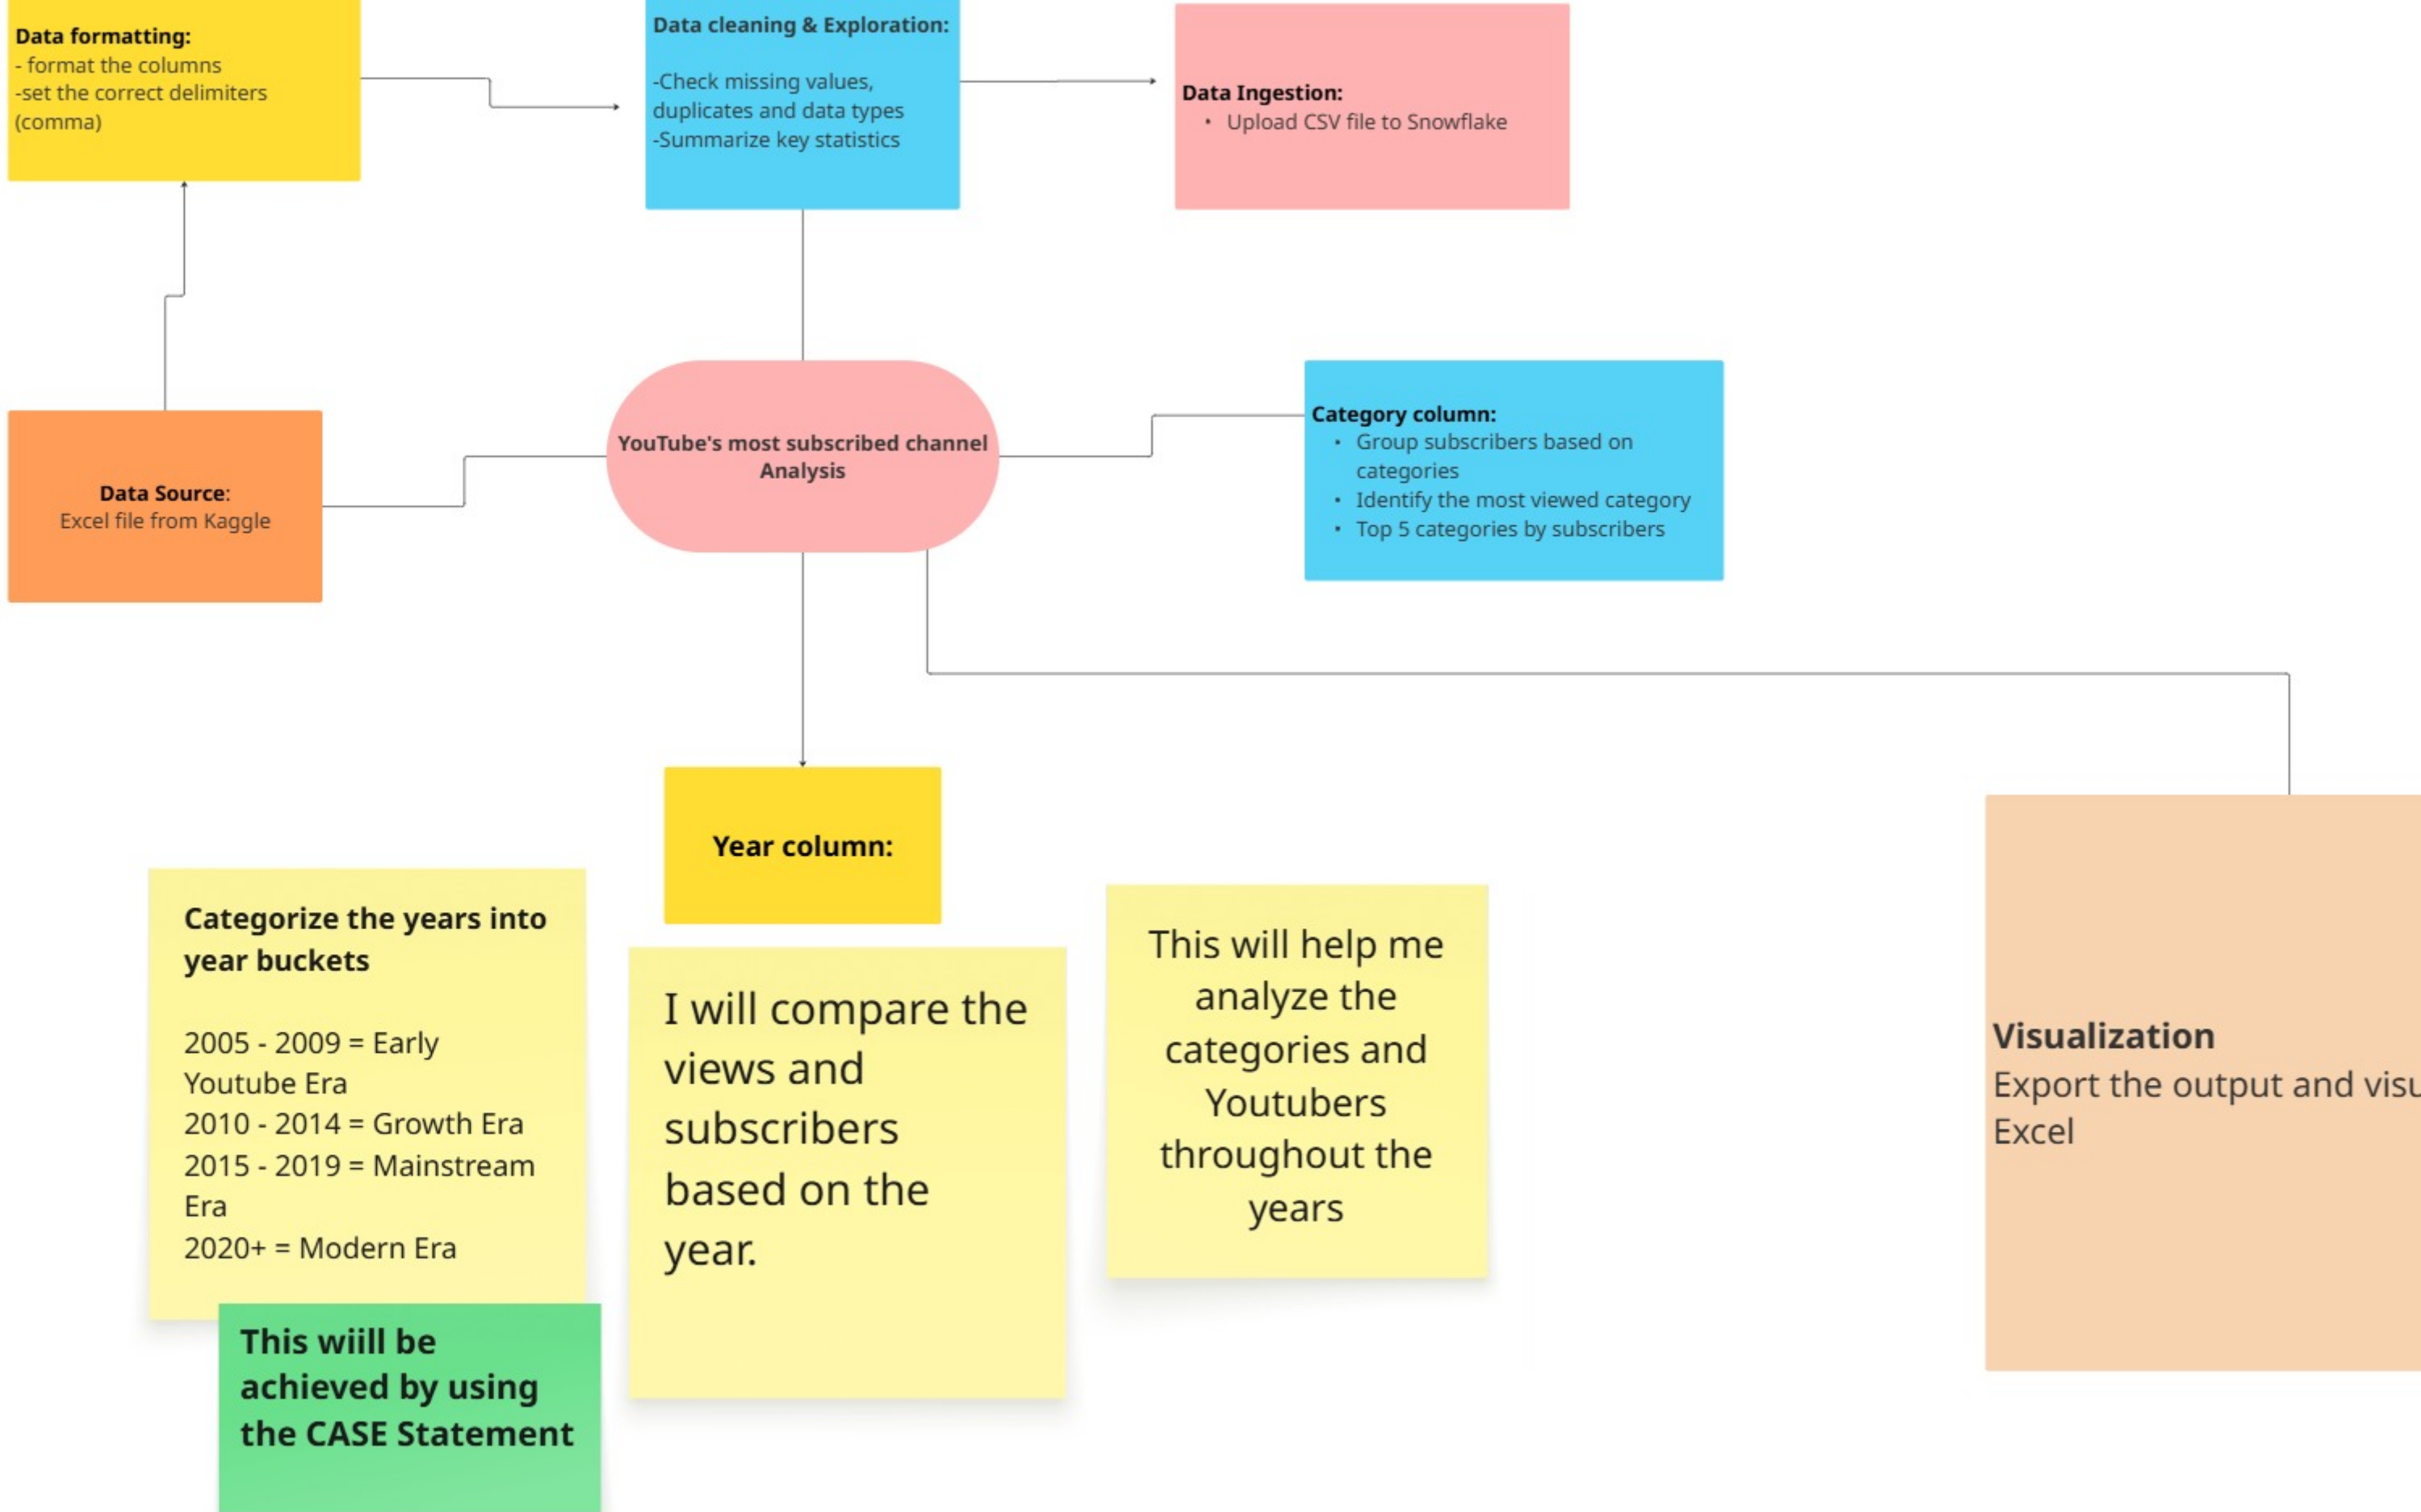 Data formatting:
- format the columns
-set the correct delimiters
(comma)
Data cleaning & Exploration:
-Check missing values,
duplicates and data types
-Summarize key statistics
Data Ingestion:
• Upload CSV file to Snowflake
Data Source:
Excel file from Kaggle
YouTube's most subscribed channel
Analysis
Category column:
• Group subscribers based on
categories
• Identify the most viewed category
• Top 5 categories by subscribers
Year column:
Categorize the years into
year buckets
2005 - 2009 = Early
Youtube Era
2010 - 2014 = Growth Era
2015 - 2019 = Mainstream
Era
2020+ = Modern Era
This wiill be
achieved by using
the CASE Statement
I will compare the
views and
subscribers
based on the
year.
This will help me
analyze the
categories and
Youtubers
throughout the
years
Visualization
Export the output and
Excel